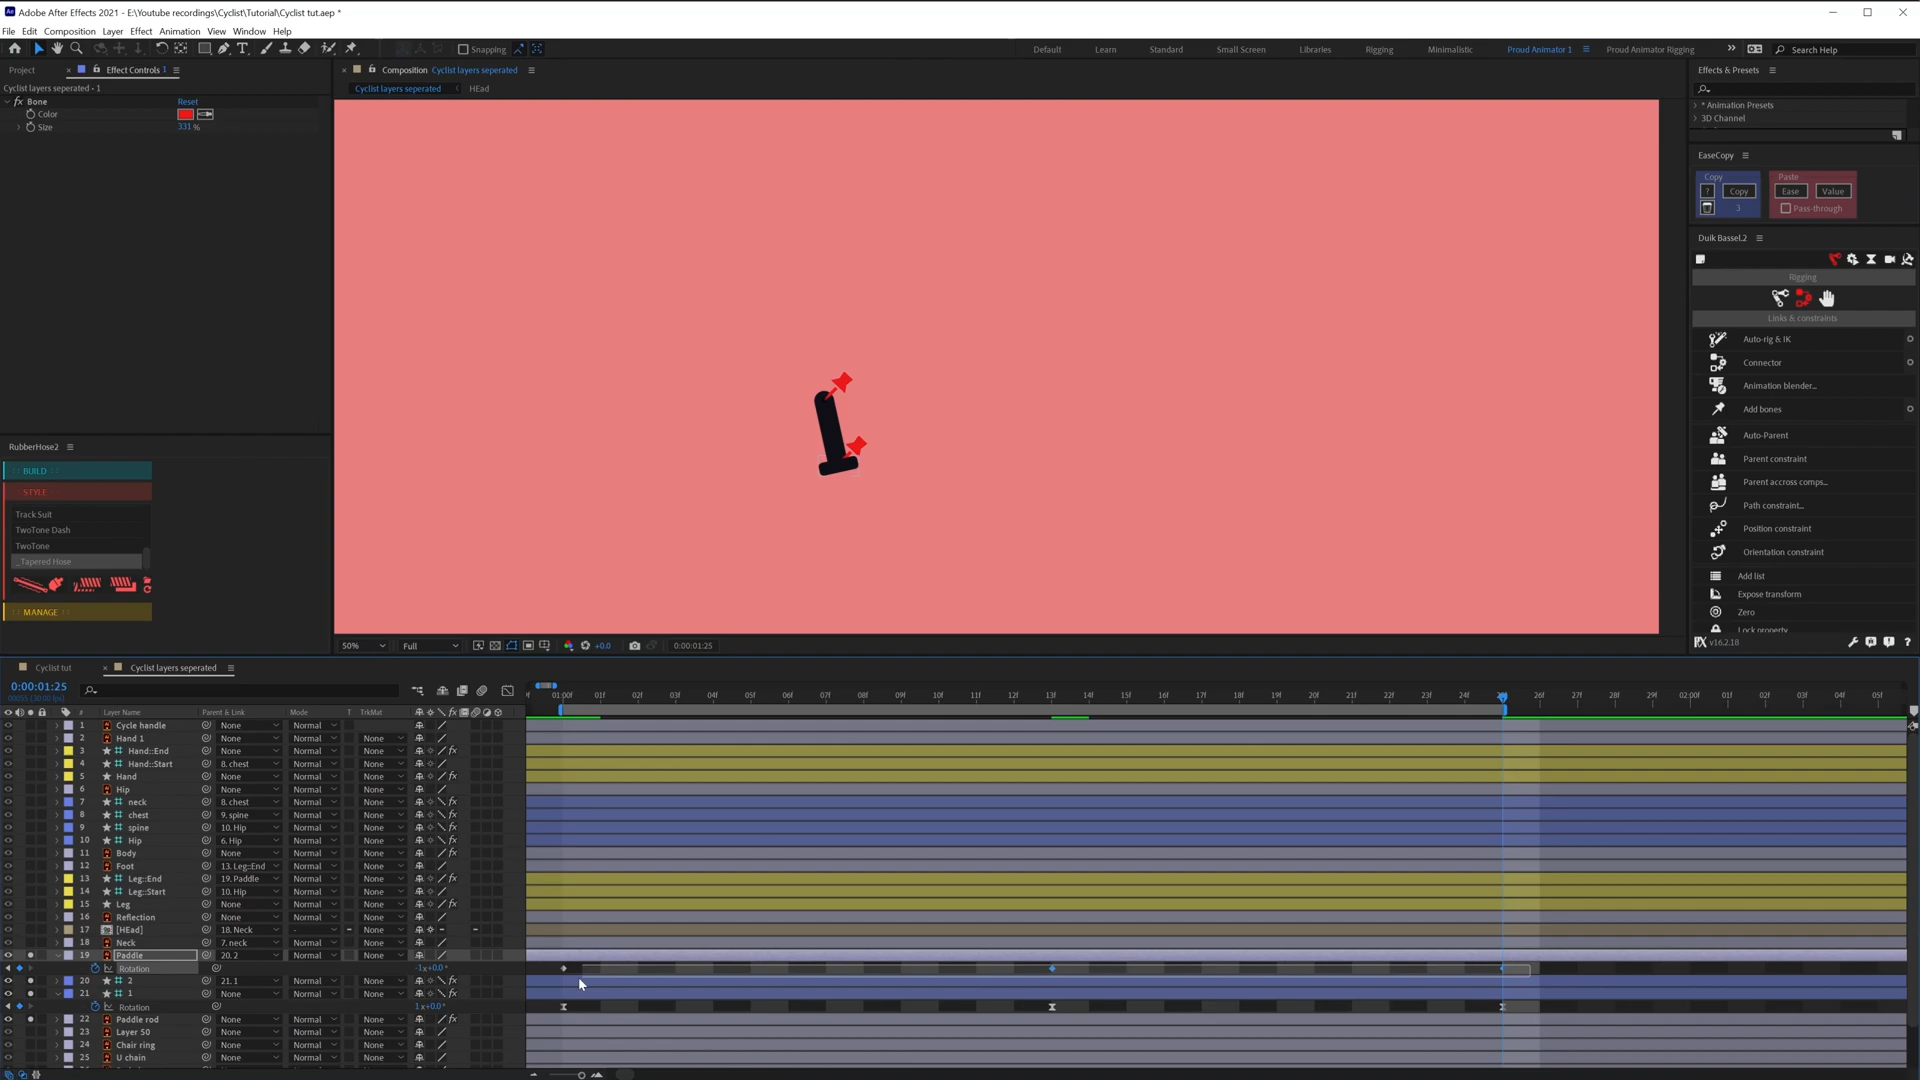 Adobe After Effects 2021 - E:\Youtube recordings\Cyclist\Tutorial\Cyclist tut.aep *
File Edit Composition Layer Effect Animation View Window Help
Snapping
Default Learn Standard Small Screen Libraries Rigging Minimalistic Proud Animator 1 Proud Animator Rigging Search Help
Project Effect Controls 1
Cyclist layers seperated • 1
fx Bone Reset
Color
Size 331 %
Composition Cyclist layers seperated
Cyclist layers seperated HEad
Effects & Presets
* Animation Presets
3D Channel
EaseCopy
Copy Paste
? Copy Ease Value
3 Pass-through
Duik Bassel.2
Rigging
Links & constraints
Auto-rig & IK
Connector
Animation blender...
Add bones
Auto-Parent
Parent constraint
Parent accross comps...
Path constraint...
Position constraint
Orientation constraint
Add list
Expose transform
Zero
Lock property
v16.2.18 ?
RubberHose2
:: BUILD ::
STYLE
Track Suit
TwoTone Dash
TwoTone
_Tapered Hose
:: MANAGE ::
50% Full +0.0 0:00:01:25
Cyclist tut Cyclist layers seperated
0:00:01:25
01:00f 01f 02f 03f 04f 05f 06f 07f 08f 09f 10f 11f 12f 13f 14f 15f 16f 17f 18f 19f 20f 21f 22f 23f 24f 26f 27f 28f 29f 02:00f 01f 02f 03f 04f 05f
# Layer Name Parent & Link Mode T TrkMat
1 Cycle handle None Normal
2 Hand 1 None Normal None
3 Hand::End None Normal None
4 Hand::Start 8. chest Normal None
5 Hand None Normal None
6 Hip None Normal None
7 neck 8. chest Normal None
8 chest 9. spine Normal None
9 spine 10. Hip Normal None
10 Hip 6. Hip Normal None
11 Body None Normal None
12 Foot 13. Leg::End Normal None
13 Leg::End 19. Paddle Normal None
14 Leg::Start 10. Hip Normal None
15 Leg None Normal None
16 Reflection None Normal None
17 [HEad] 18. Neck - None
18 Neck 7. neck Normal None
19 Paddle 20. 2 Normal None
Rotation -1x+0.0°
20 2 21. 1 Normal None
21 1 None Normal None
Rotation 1x+0.0°
22 Paddle rod None Normal None
23 Layer 50 None Normal None
24 Chair ring None Normal None
25 U chain None Normal None